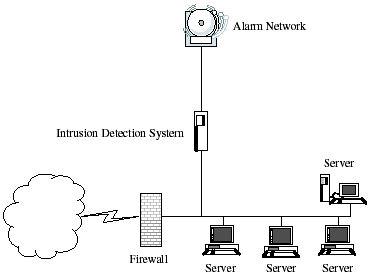 Alarm Network
Intrusion Detection System
Server
Firewall
Server
Server
Server